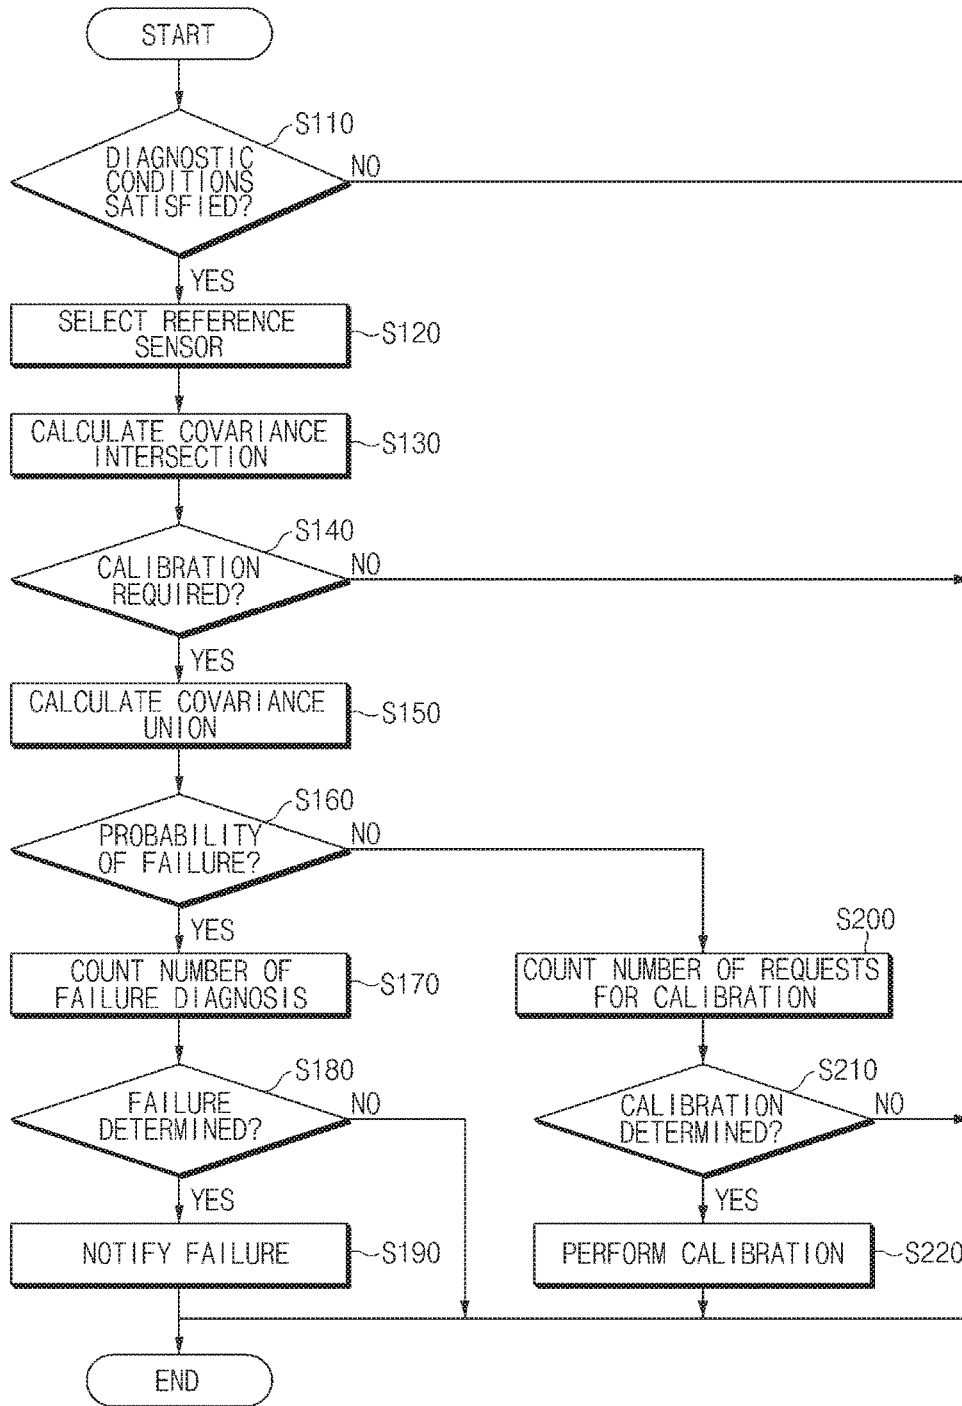 START
S110
DIAGNOSTIC
CONDITIONS
SATISFIED?
NO
YES
SELECT REFERENCE
SENSOR
S120
CALCULATE COVARIANCE
INTERSECTION
S130
S140
CALIBRATION
REQUIRED?
NO
YES
CALCULATE COVARIANCE
UNION
S150
S160
PROBABILITY
OF FAILURE?
NO
YES
S200
COUNT NUMBER OF
FAILURE DIAGNOSIS
S170
COUNT NUMBER OF REQUESTS
FOR CALIBRATION
S180
FAILURE
DETERMINED?
NO
S210
CALIBRATION
DETERMINED?
NO
YES
YES
NOTIFY FAILURE
S190
PERFORM CALIBRATION
S220
END